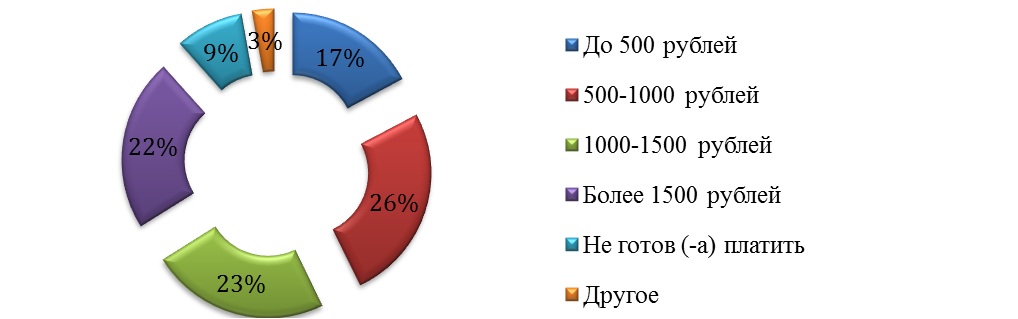 17%
26%
23%
22%
9%
3%
До 500 рублей
500-1000 рублей
1000-1500 рублей
Более 1500 рублей
Не готов (-а) платить
Другое